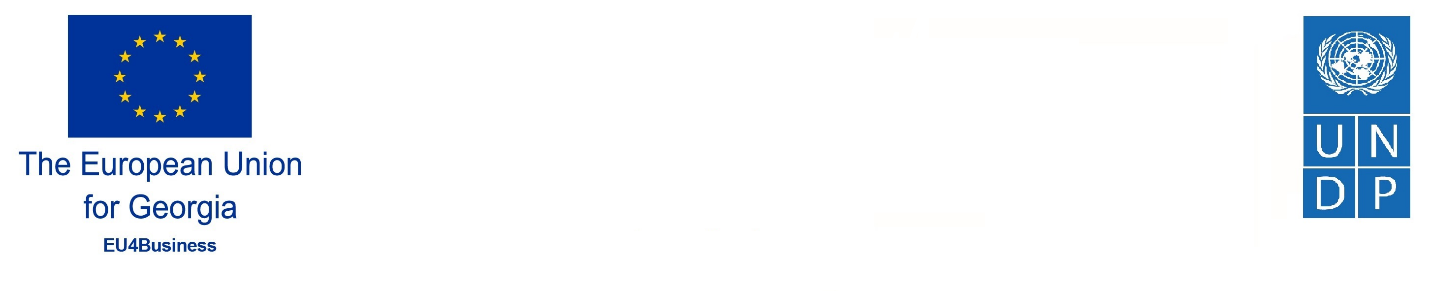 The European Union
for Georgia
EU4Business
U N
D P